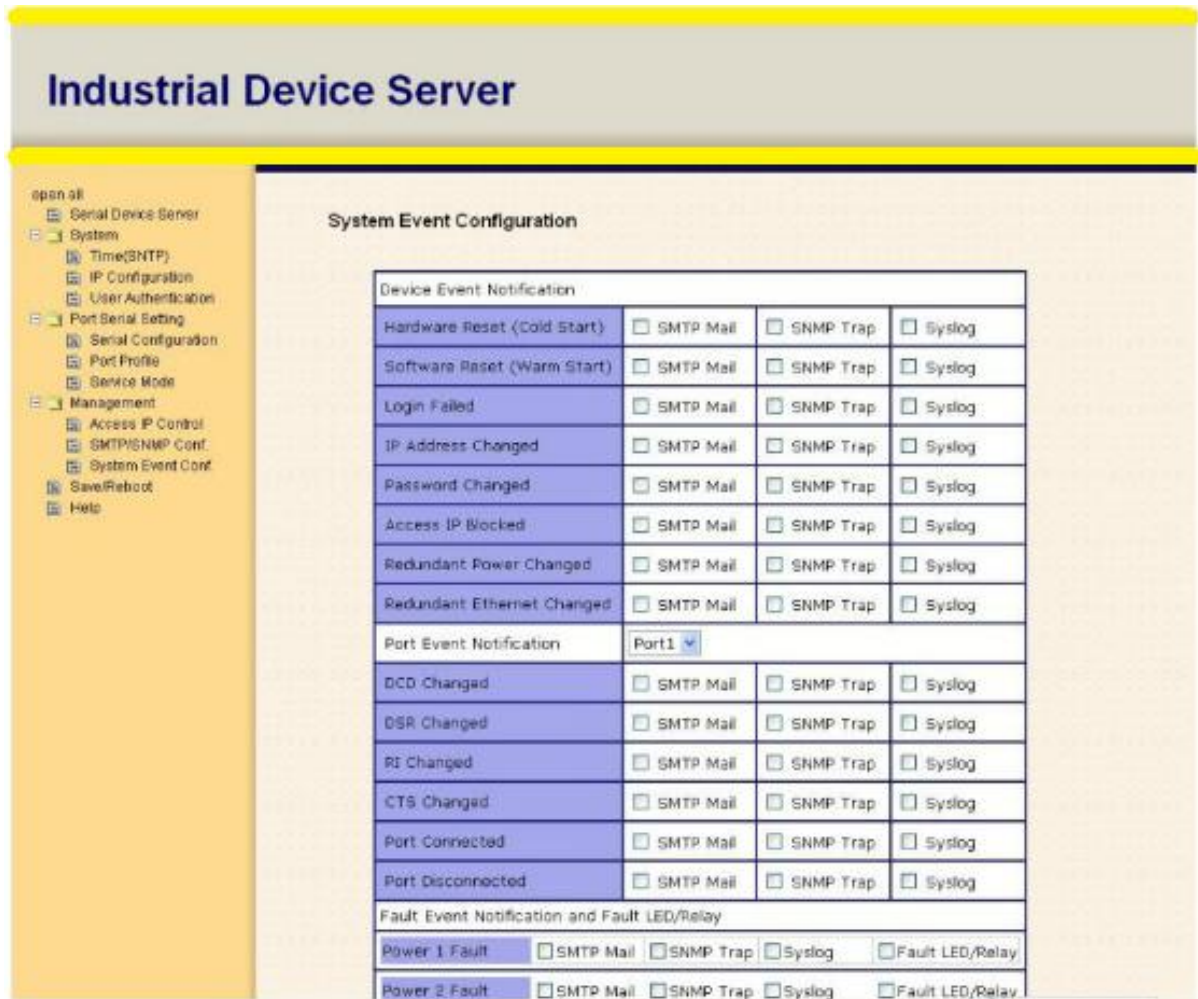 Industrial Device Server
open all
Serial Device Server
System
Time(SNTP)
IP Configuration
User Authentication
Port Serial Setting
Serial Configuration
Port Profile
Service Mode
Management
Access IP Control
SMTP/SNMP Conf.
System Event Conf.
Save/Reboot
Help
System Event Configuration
Device Event Notification
Hardware Reset (Cold Start) SMTP Mail SNMP Trap Syslog
Software Reset (Warm Start) SMTP Mail SNMP Trap Syslog
Login Failed SMTP Mail SNMP Trap Syslog
IP Address Changed SMTP Mail SNMP Trap Syslog
Password Changed SMTP Mail SNMP Trap Syslog
Access IP Blocked SMTP Mail SNMP Trap Syslog
Redundant Power Changed SMTP Mail SNMP Trap Syslog
Redundant Ethernet Changed SMTP Mail SNMP Trap Syslog
Port Event Notification Port1
DCD Changed SMTP Mail SNMP Trap Syslog
DSR Changed SMTP Mail SNMP Trap Syslog
RI Changed SMTP Mail SNMP Trap Syslog
CTS Changed SMTP Mail SNMP Trap Syslog
Port Connected SMTP Mail SNMP Trap Syslog
Port Disconnected SMTP Mail SNMP Trap Syslog
Fault Event Notification and Fault LED/Relay
Power 1 Fault SMTP Mail SNMP Trap Syslog Fault LED/Relay
Power 2 Fault SMTP Mail SNMP Trap Syslog Fault LED/Relay